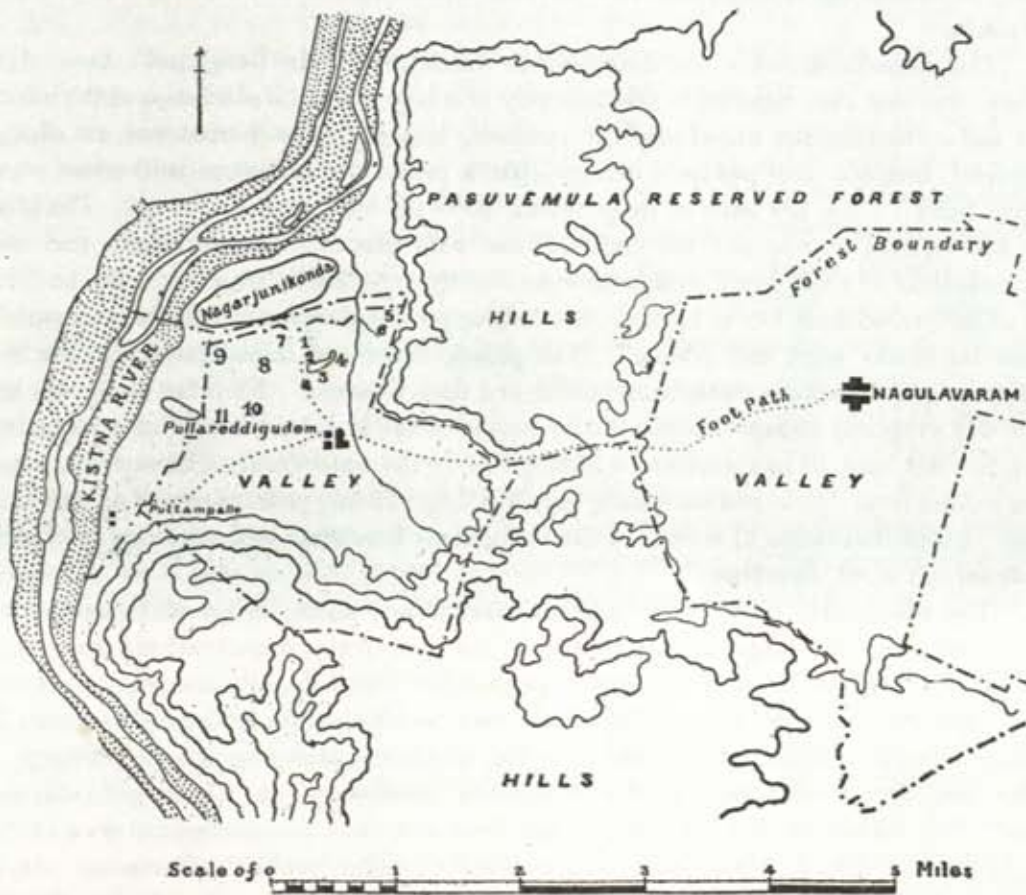 PASUVEMULA RESERVED FOREST
Forest Boundary
Nagarjunikonda
HILLS
5
6
7
1
9
8
2
3
4
11 10
Pullareddigudem
KISTNA RIVER
Foot Path
NAGULAVARAM
VALLEY
VALLEY
Puttampalle
HILLS
Scale of 0 1 2 3 4 5 Miles